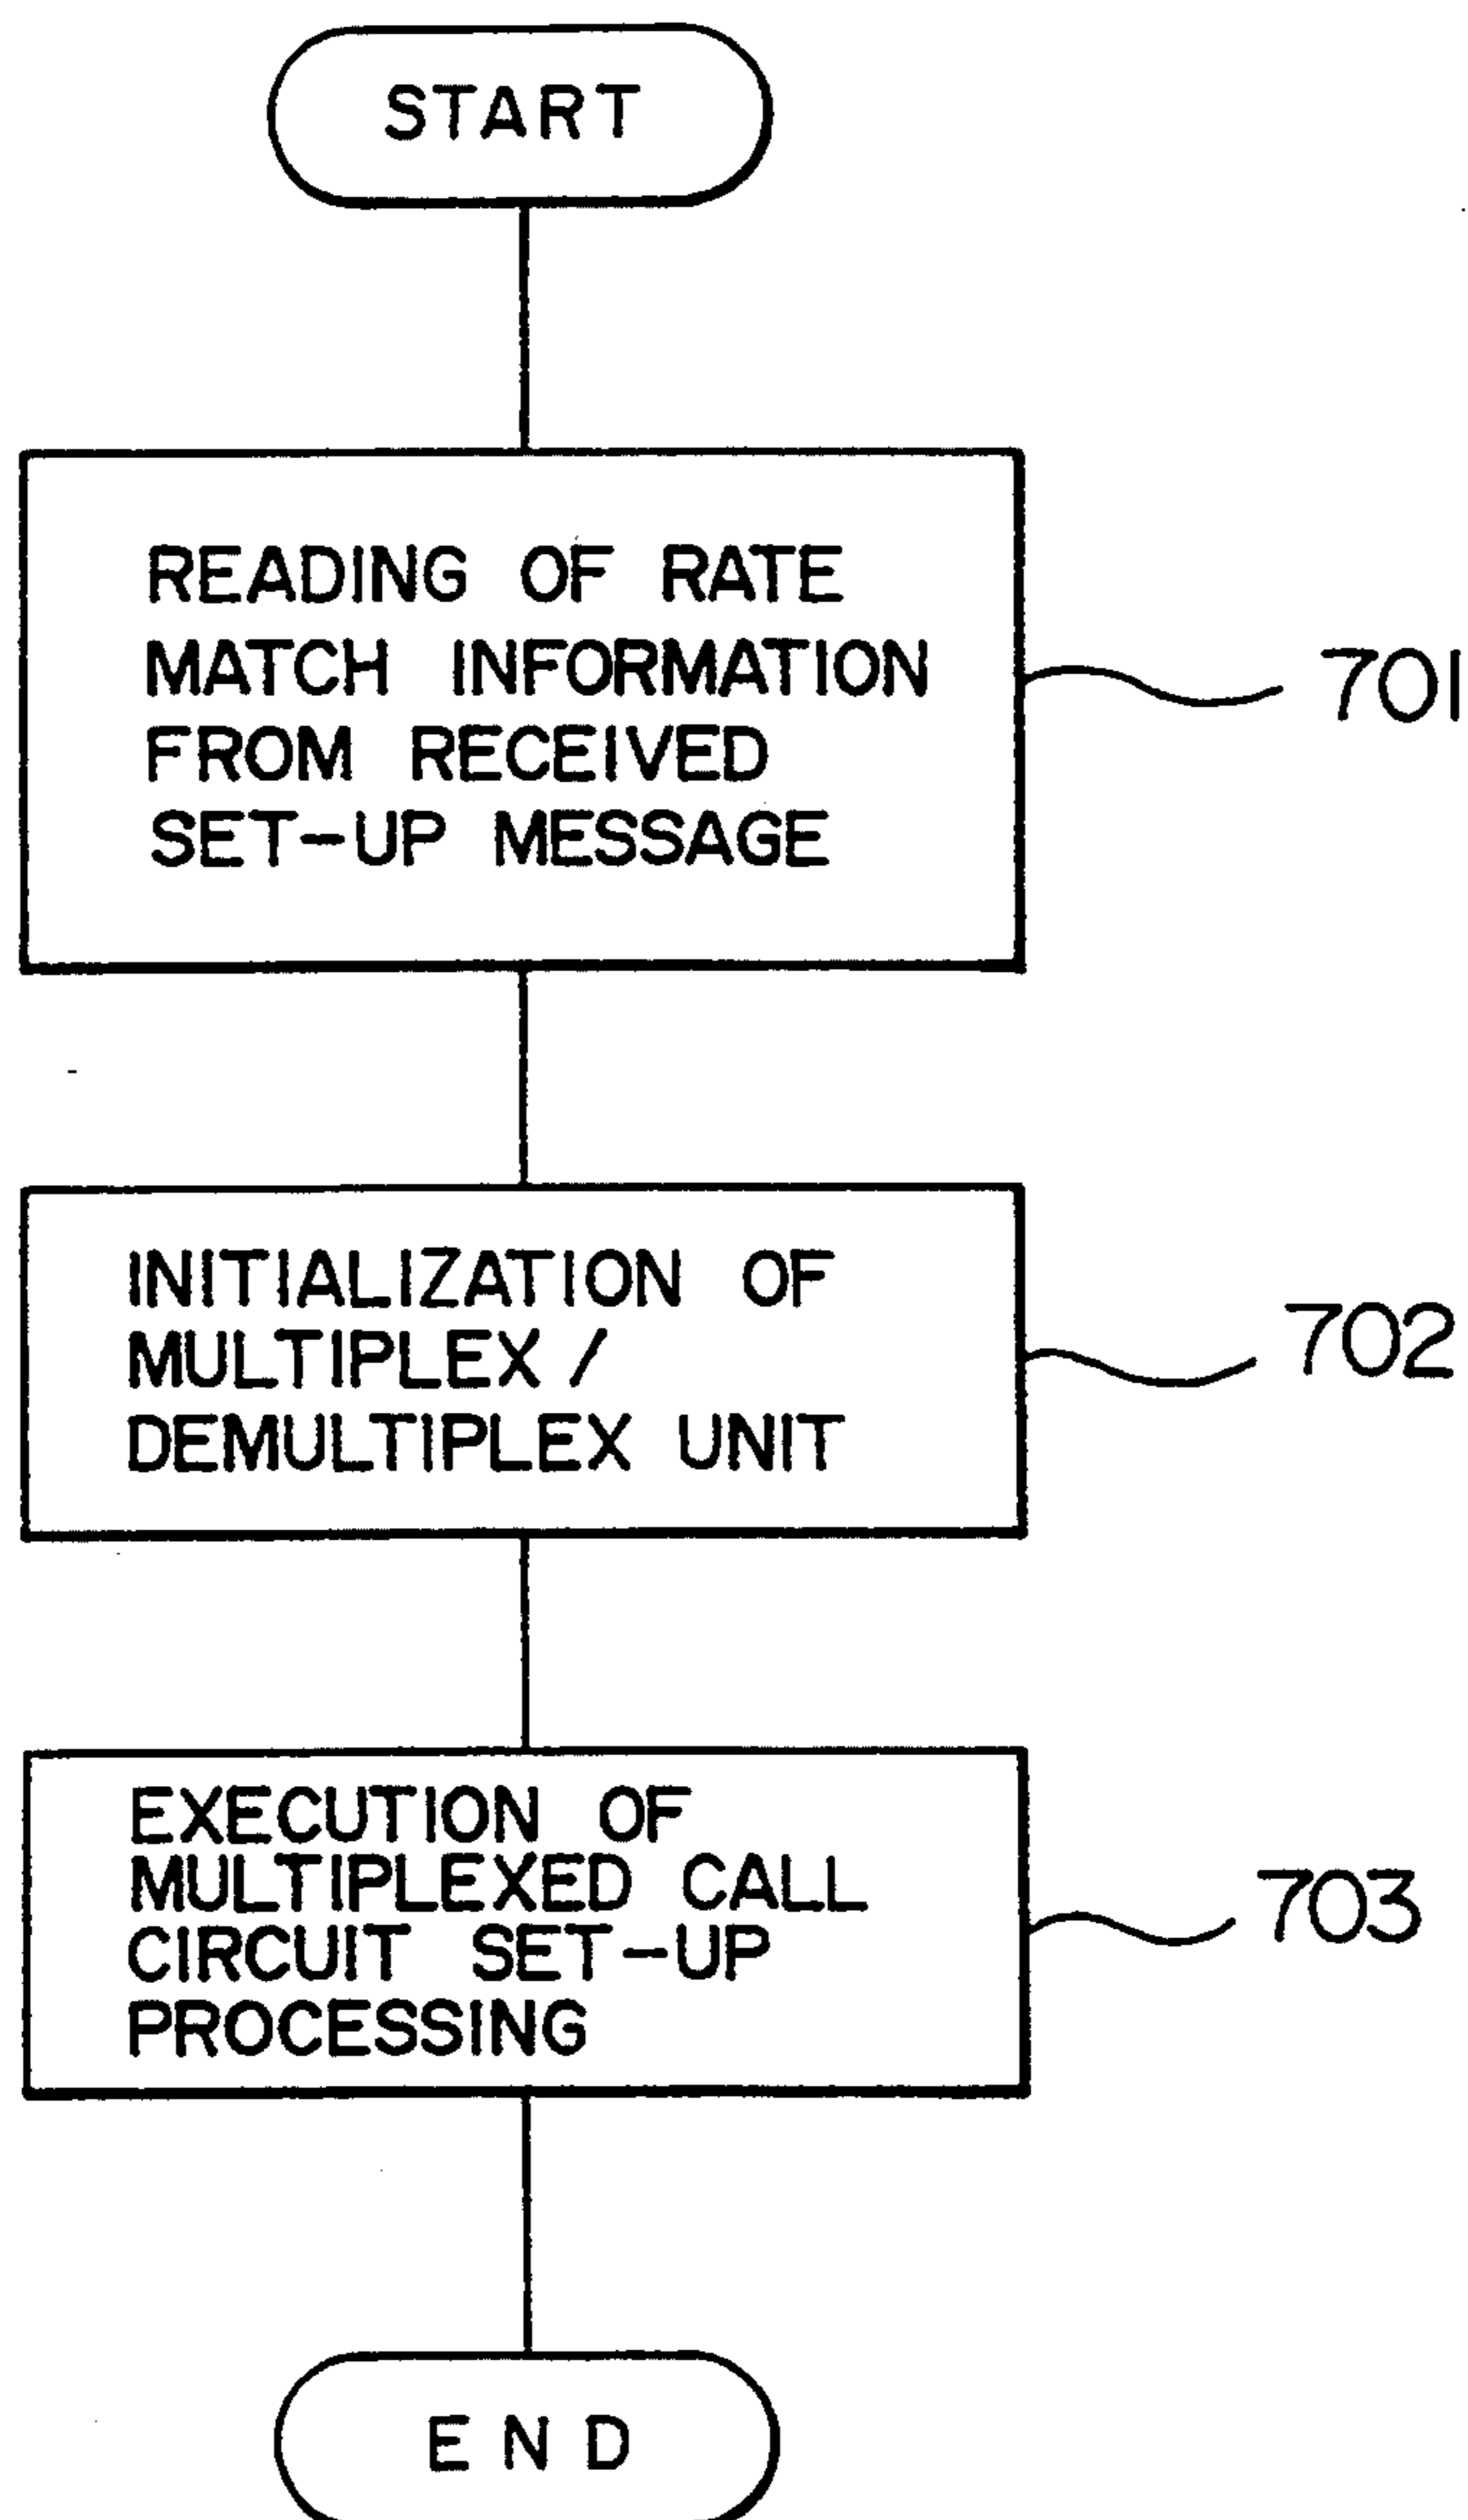 START
READING OF RATE
MATCH INFORMATION
FROM RECEIVED
SET-UP MESSAGE
701
INITIALIZATION OF
MULTIPLEX/
DEMULTIPLEX UNIT
702
EXECUTION OF
MULTIPLEXED CALL
CIRCUIT SET-UP
PROCESSING
703
END